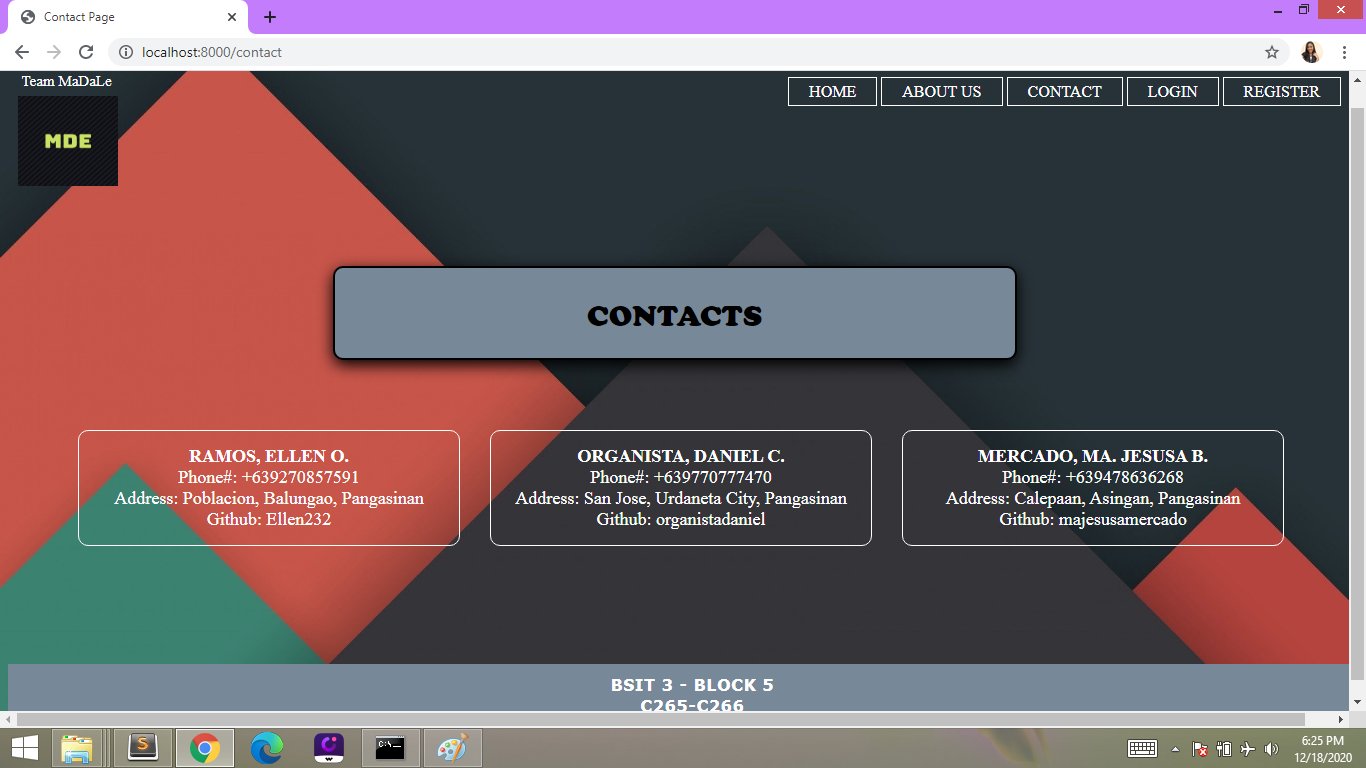 Contact Page
localhost:8000/contact
Team MaDaLe
MDE
HOME
ABOUT US
CONTACT
LOGIN
REGISTER
CONTACTS
RAMOS, ELLEN O.
Phone#: +639270857591
Address: Poblacion, Balungao, Pangasinan
Github: Ellen232
ORGANISTA, DANIEL C.
Phone#: +639770777470
Address: San Jose, Urdaneta City, Pangasinan
Github: organistadaniel
MERCADO, MA. JESUSA B.
Phone#: +639478636268
Address: Calepaan, Asingan, Pangasinan
Github: majesusamercado
BSIT 3 - BLOCK 5
C265-C266
6:25 PM
12/18/2020